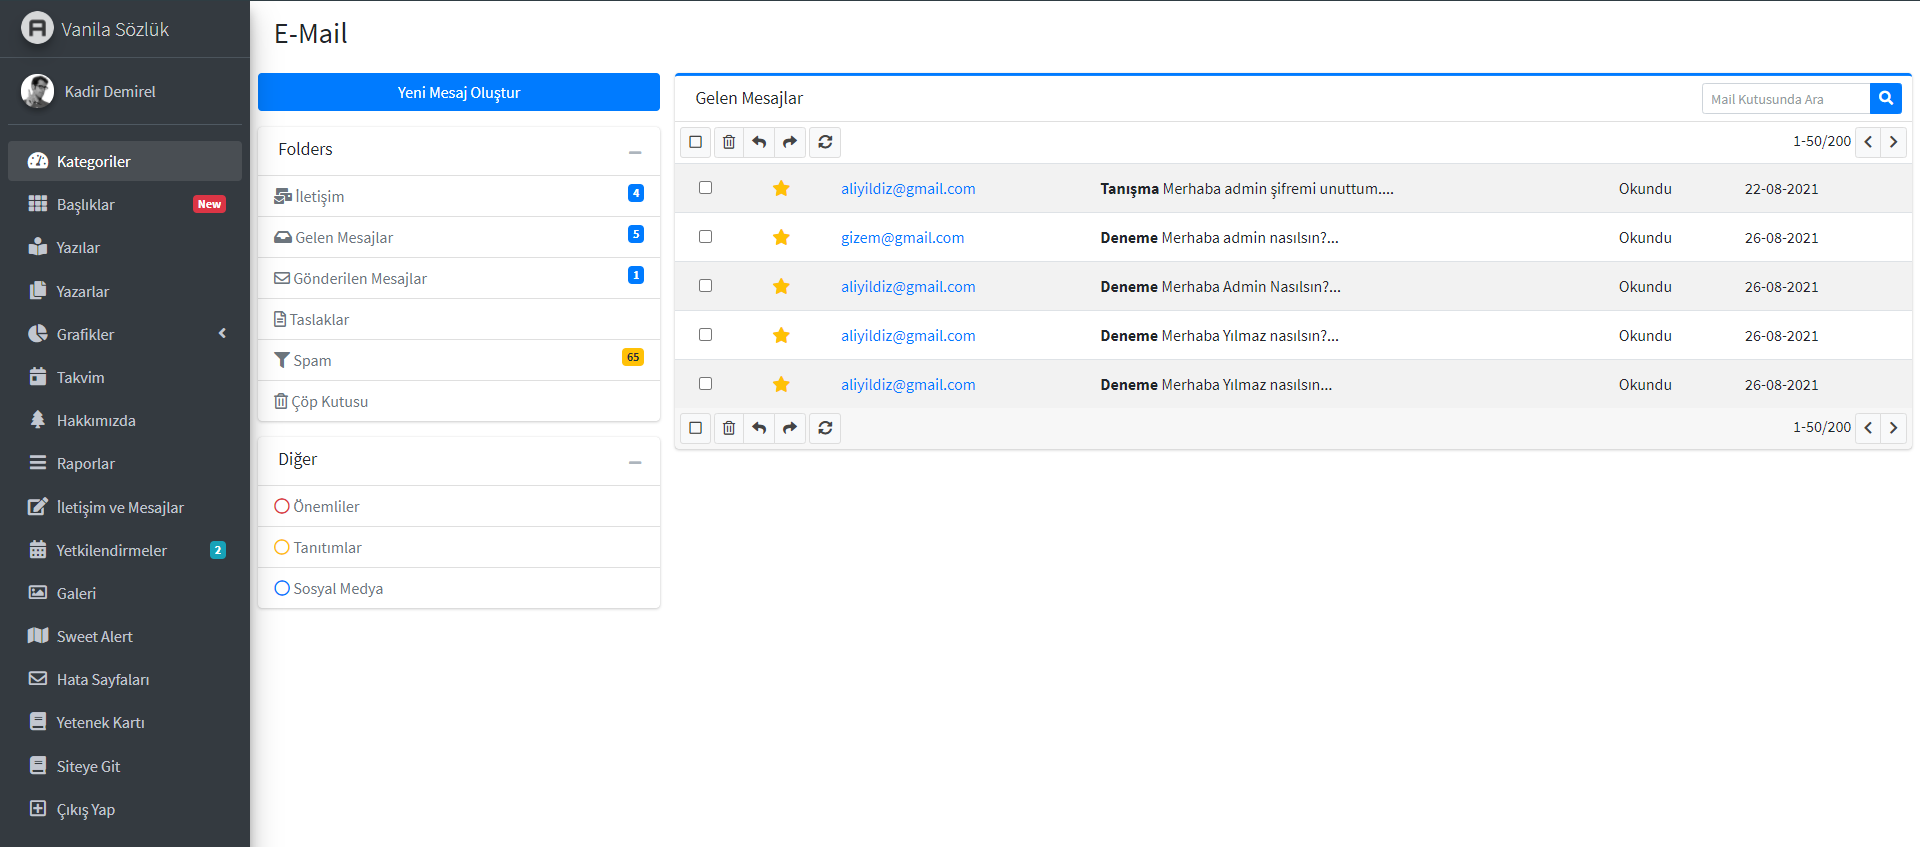 Vanila Sözlük
Kadir Demirel
Kategoriler
Başlıklar New
Yazılar
Yazarlar
Grafikler
Takvim
Hakkımızda
Raporlar
İletişim ve Mesajlar
Yetkilendirmeler 2
Galeri
Sweet Alert
Hata Sayfaları
Yetenek Kartı
Siteye Git
Çıkış Yap
E-Mail
Yeni Mesaj Oluştur
Folders
İletişim 4
Gelen Mesajlar 5
Gönderilen Mesajlar 1
Taslaklar
Spam 65
Çöp Kutusu
Diğer
Önemliler
Tanıtımlar
Sosyal Medya
Gelen Mesajlar Mail Kutusunda Ara
1-50/200
aliyildiz@gmail.com Tanışma Merhaba admin şifremi unuttum.... Okundu 22-08-2021
gizem@gmail.com Deneme Merhaba admin nasılsın?... Okundu 26-08-2021
aliyildiz@gmail.com Deneme Merhaba Admin Nasılsın?... Okundu 26-08-2021
aliyildiz@gmail.com Deneme Merhaba Yılmaz nasılsın?... Okundu 26-08-2021
aliyildiz@gmail.com Deneme Merhaba Yılmaz nasılsın... Okundu 26-08-2021
1-50/200